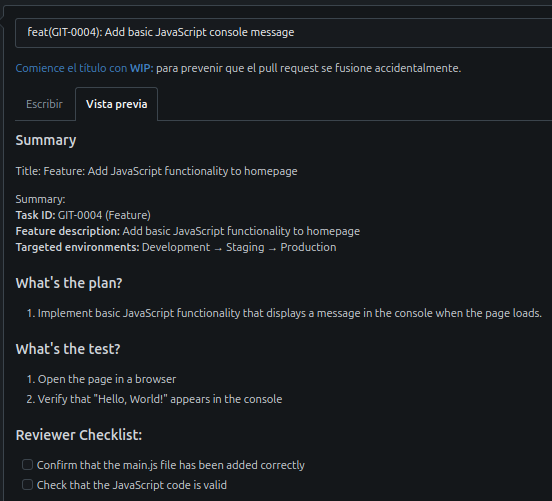 feat(GIT-0004): Add basic JavaScript console message
Comience el título con WIP: para prevenir que el pull request se fusione accidentalmente.
Escribir
Vista previa
Summary
Title: Feature: Add JavaScript functionality to homepage
Summary:
Task ID: GIT-0004 (Feature)
Feature description: Add basic JavaScript functionality to homepage
Targeted environments: Development → Staging → Production
What's the plan?
1. Implement basic JavaScript functionality that displays a message in the console when the page loads.
What's the test?
1. Open the page in a browser
2. Verify that "Hello, World!" appears in the console
Reviewer Checklist:
Confirm that the main.js file has been added correctly
Check that the JavaScript code is valid